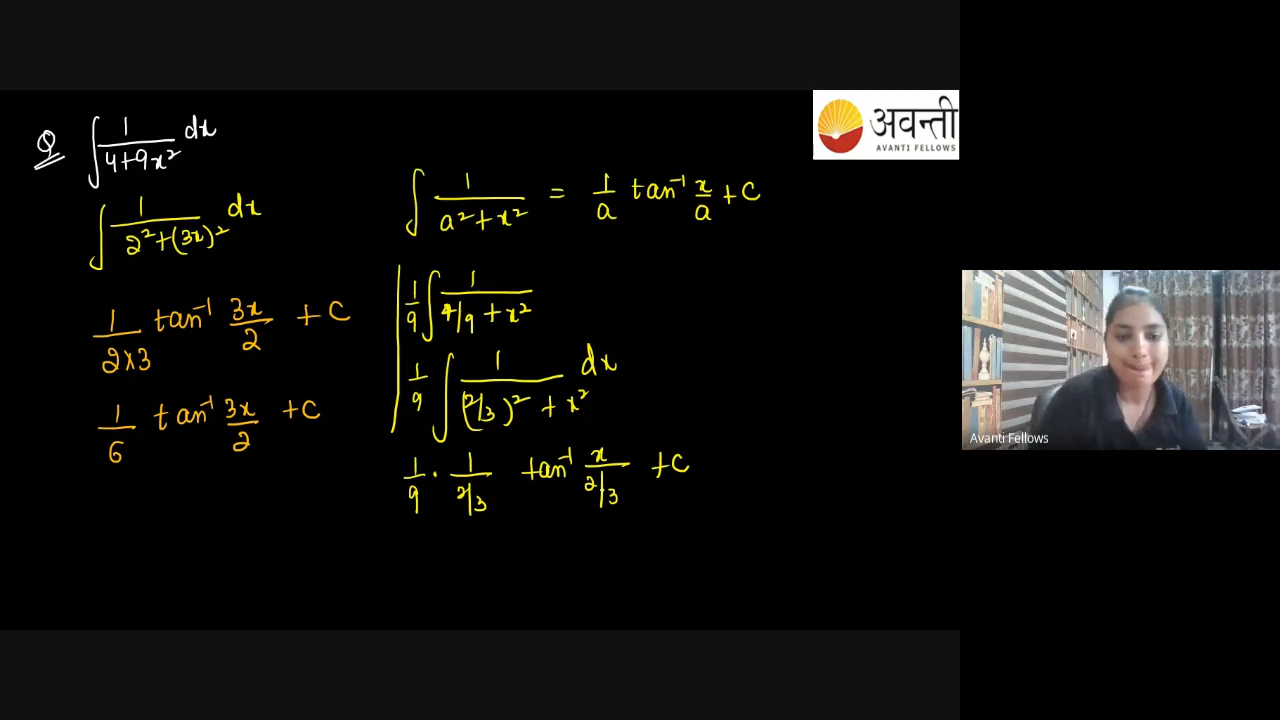 Q ∫ 1/(4+9x²) dx
∫ 1/(2²+(3x)²) dx
1/(2×3) tan⁻¹ 3x/2 + C
1/6 tan⁻¹ 3x/2 + C
∫ 1/(a²+x²) = 1/a tan⁻¹ x/a + C
1/9 ∫ 1/(4/9 + x²)
1/9 ∫ 1/((2/3)² + x²) dx
1/9 · 1/(2/3) tan⁻¹ x/(2/3) + C
अवन्ती
AVANTI FELLOWS
Avanti Fellows